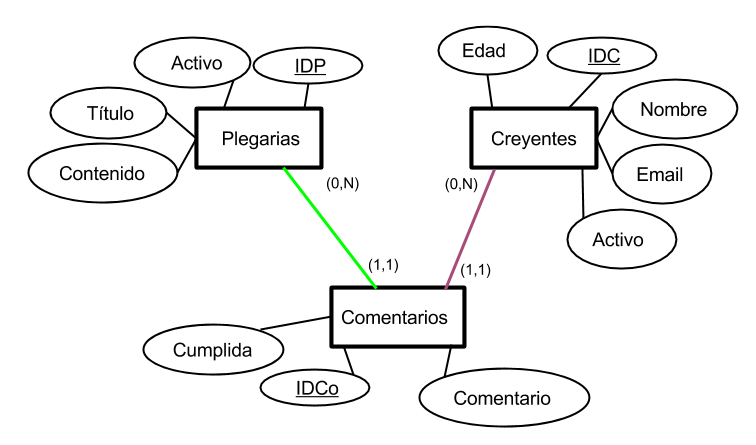 Edad
Activo
IDP
IDC
Título
Nombre
Plegarias
Creyentes
Contenido
Email
(0,N)
(0,N)
Activo
(1,1)
(1,1)
Comentarios
Cumplida
IDCo
Comentario